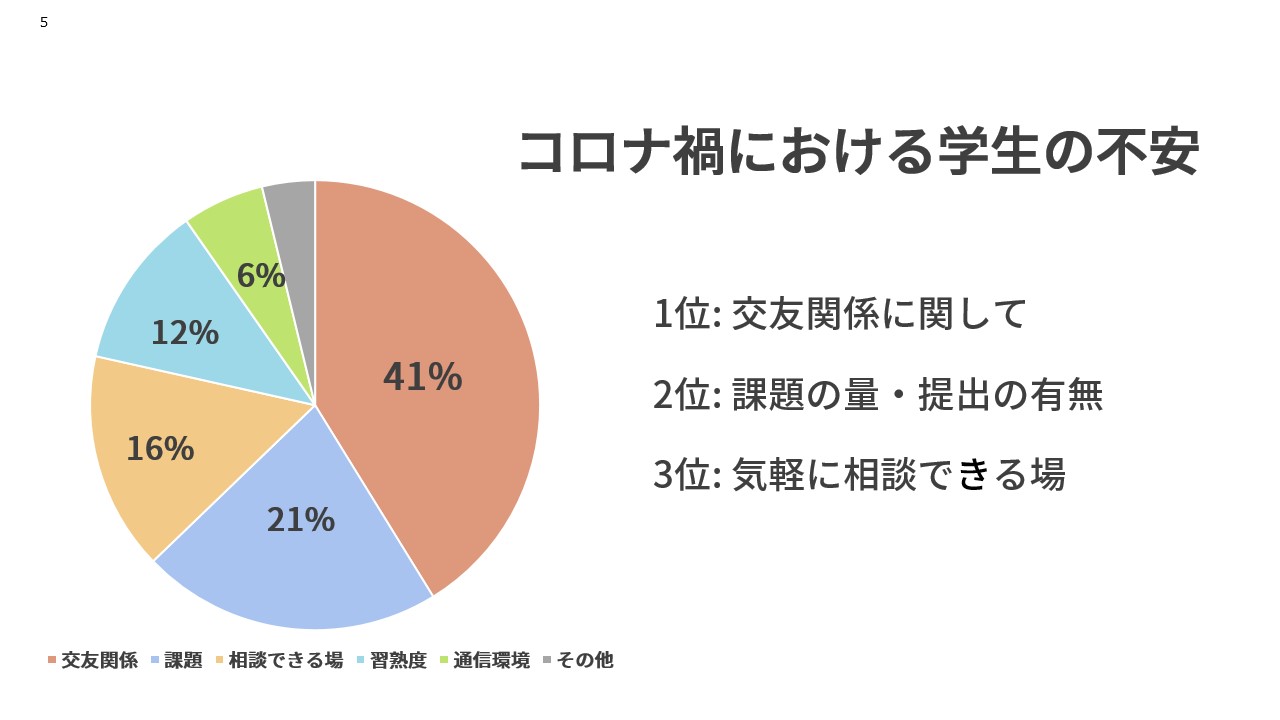 5
コロナ禍における学生の不安
41%
21%
16%
12%
6%
1位: 交友関係に関して
2位: 課題の量・提出の有無
3位: 気軽に相談できる場
交友関係 課題 相談できる場 習熟度 通信環境 その他